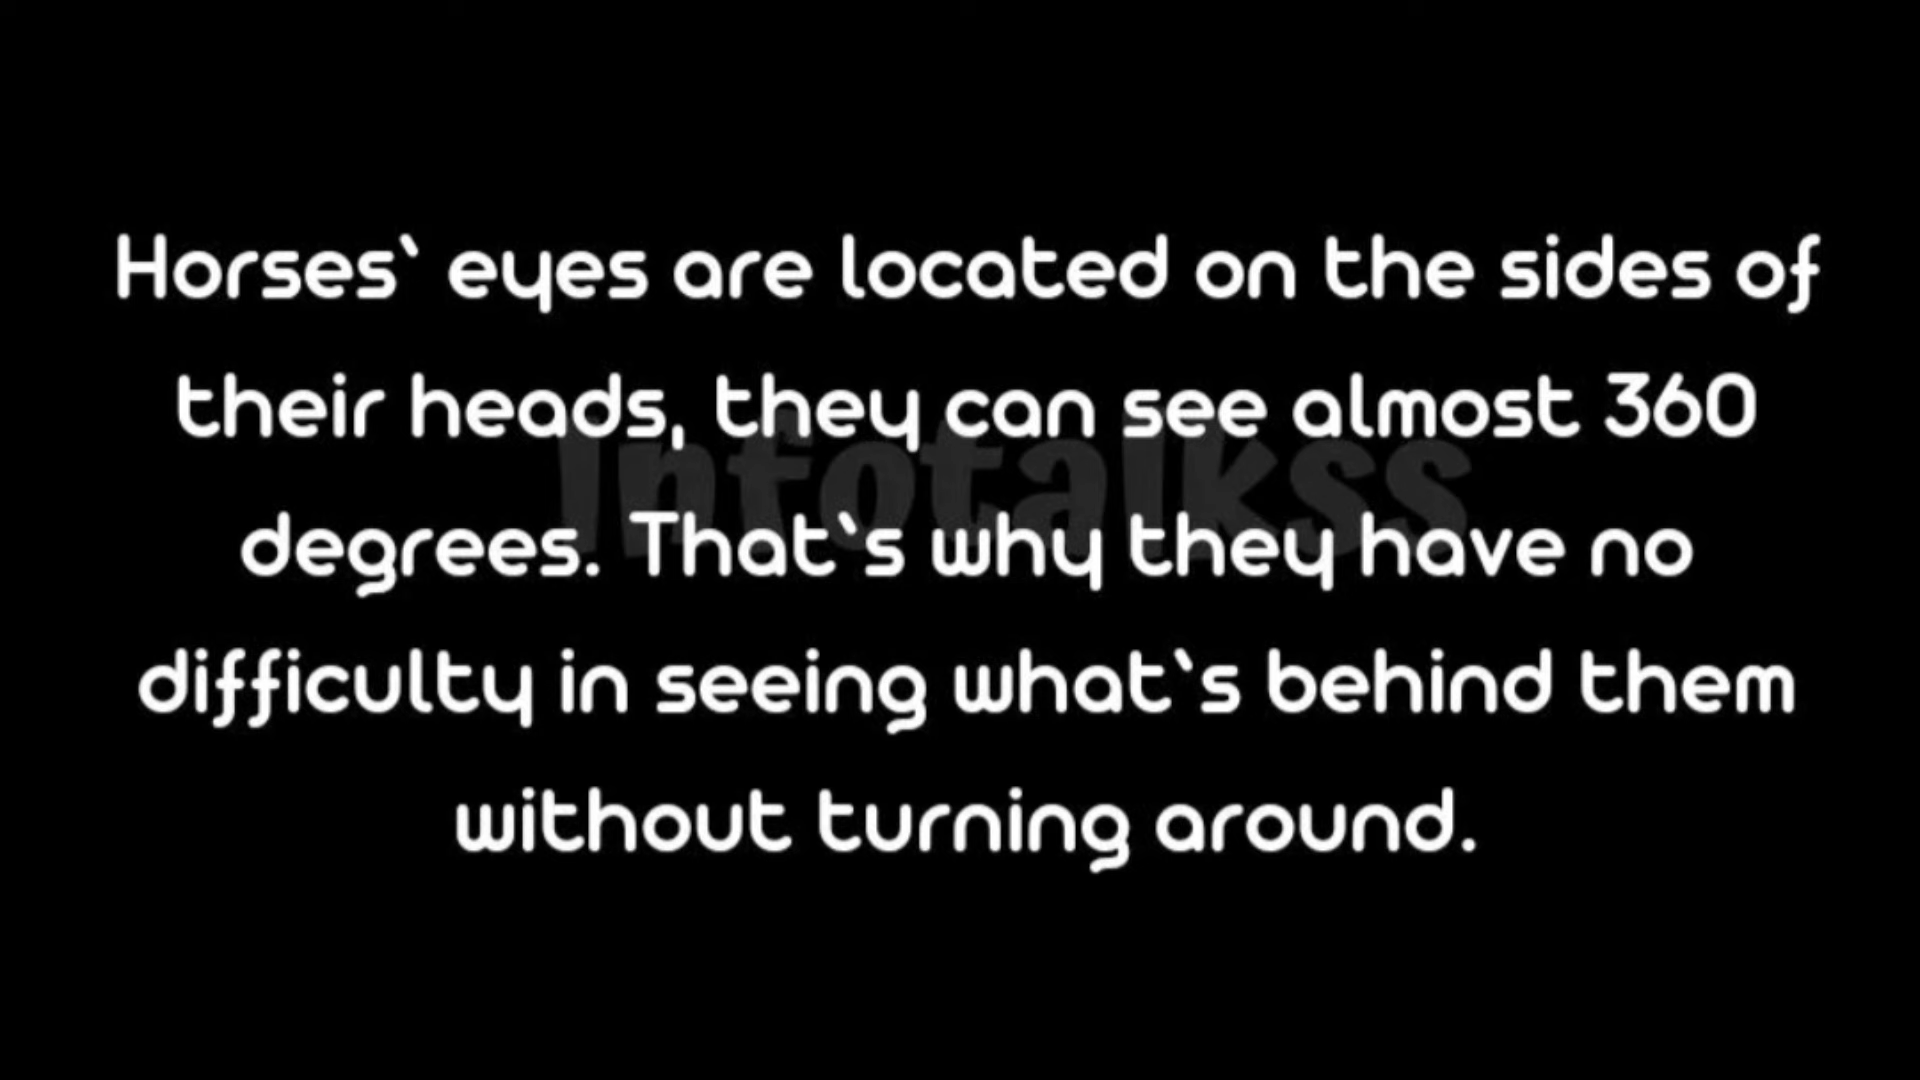 Horses` eyes are located on the sides of
their heads, they can see almost 360
Infotalkss
degrees. That`s why they have no
difficulty in seeing what`s behind them
without turning around.